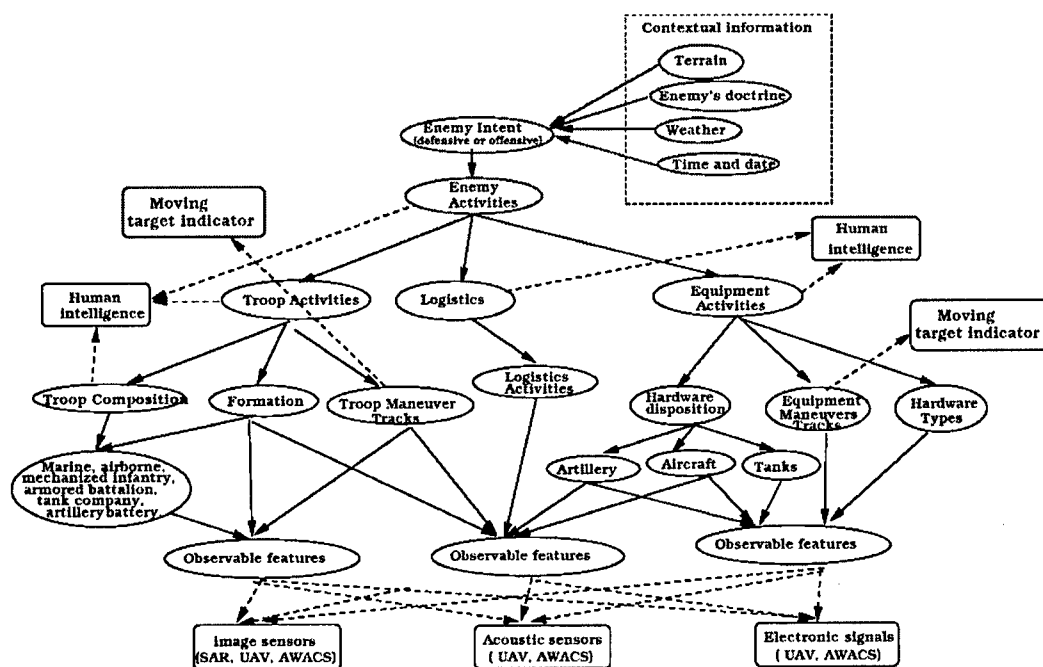 Contextual information
Terrain
Enemy's doctrine
Weather
Time and date
Enemy Intent
(defensive or offensive)
Enemy
Activities
Moving
target indicator
Human
intelligence
Human
intelligence
Troop Activities
Logistics
Equipment
Activities
Moving
target indicator
Troop Composition
Formation
Troop Maneuver
Tracks
Logistics
Activities
Hardware
disposition
Equipment
Maneuvers
Tracks
Hardware
Types
Marine, airborne,
mechanized infantry,
armored battalion,
tank company,
artillery battery
Artillery
Aircraft
Tanks
Observable features
Observable features
Observable features
image sensors
(SAR, UAV, AWACS)
Acoustic sensors
( UAV, AWACS)
Electronic signals
( UAV, AWACS)